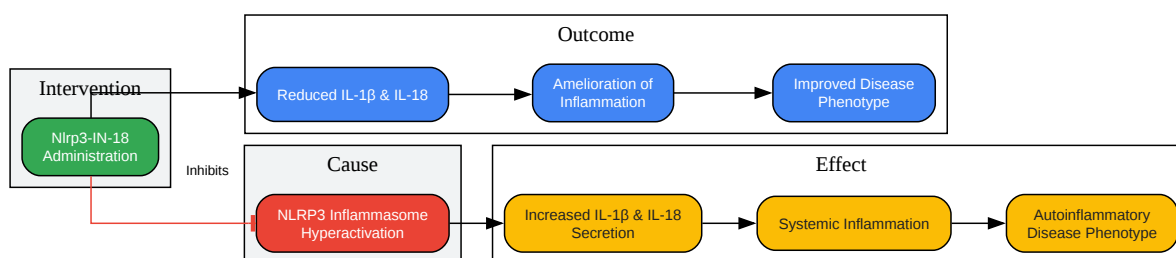 Outcome
Intervention
Reduced IL-1β & IL-18
Amelioration of
Inflammation
Improved Disease
Phenotype
Nlrp3-IN-18
Administration
Inhibits
Cause
Effect
NLRP3 Inflammasome
Hyperactivation
Increased IL-1β & IL-18
Secretion
Systemic Inflammation
Autoinflammatory
Disease Phenotype